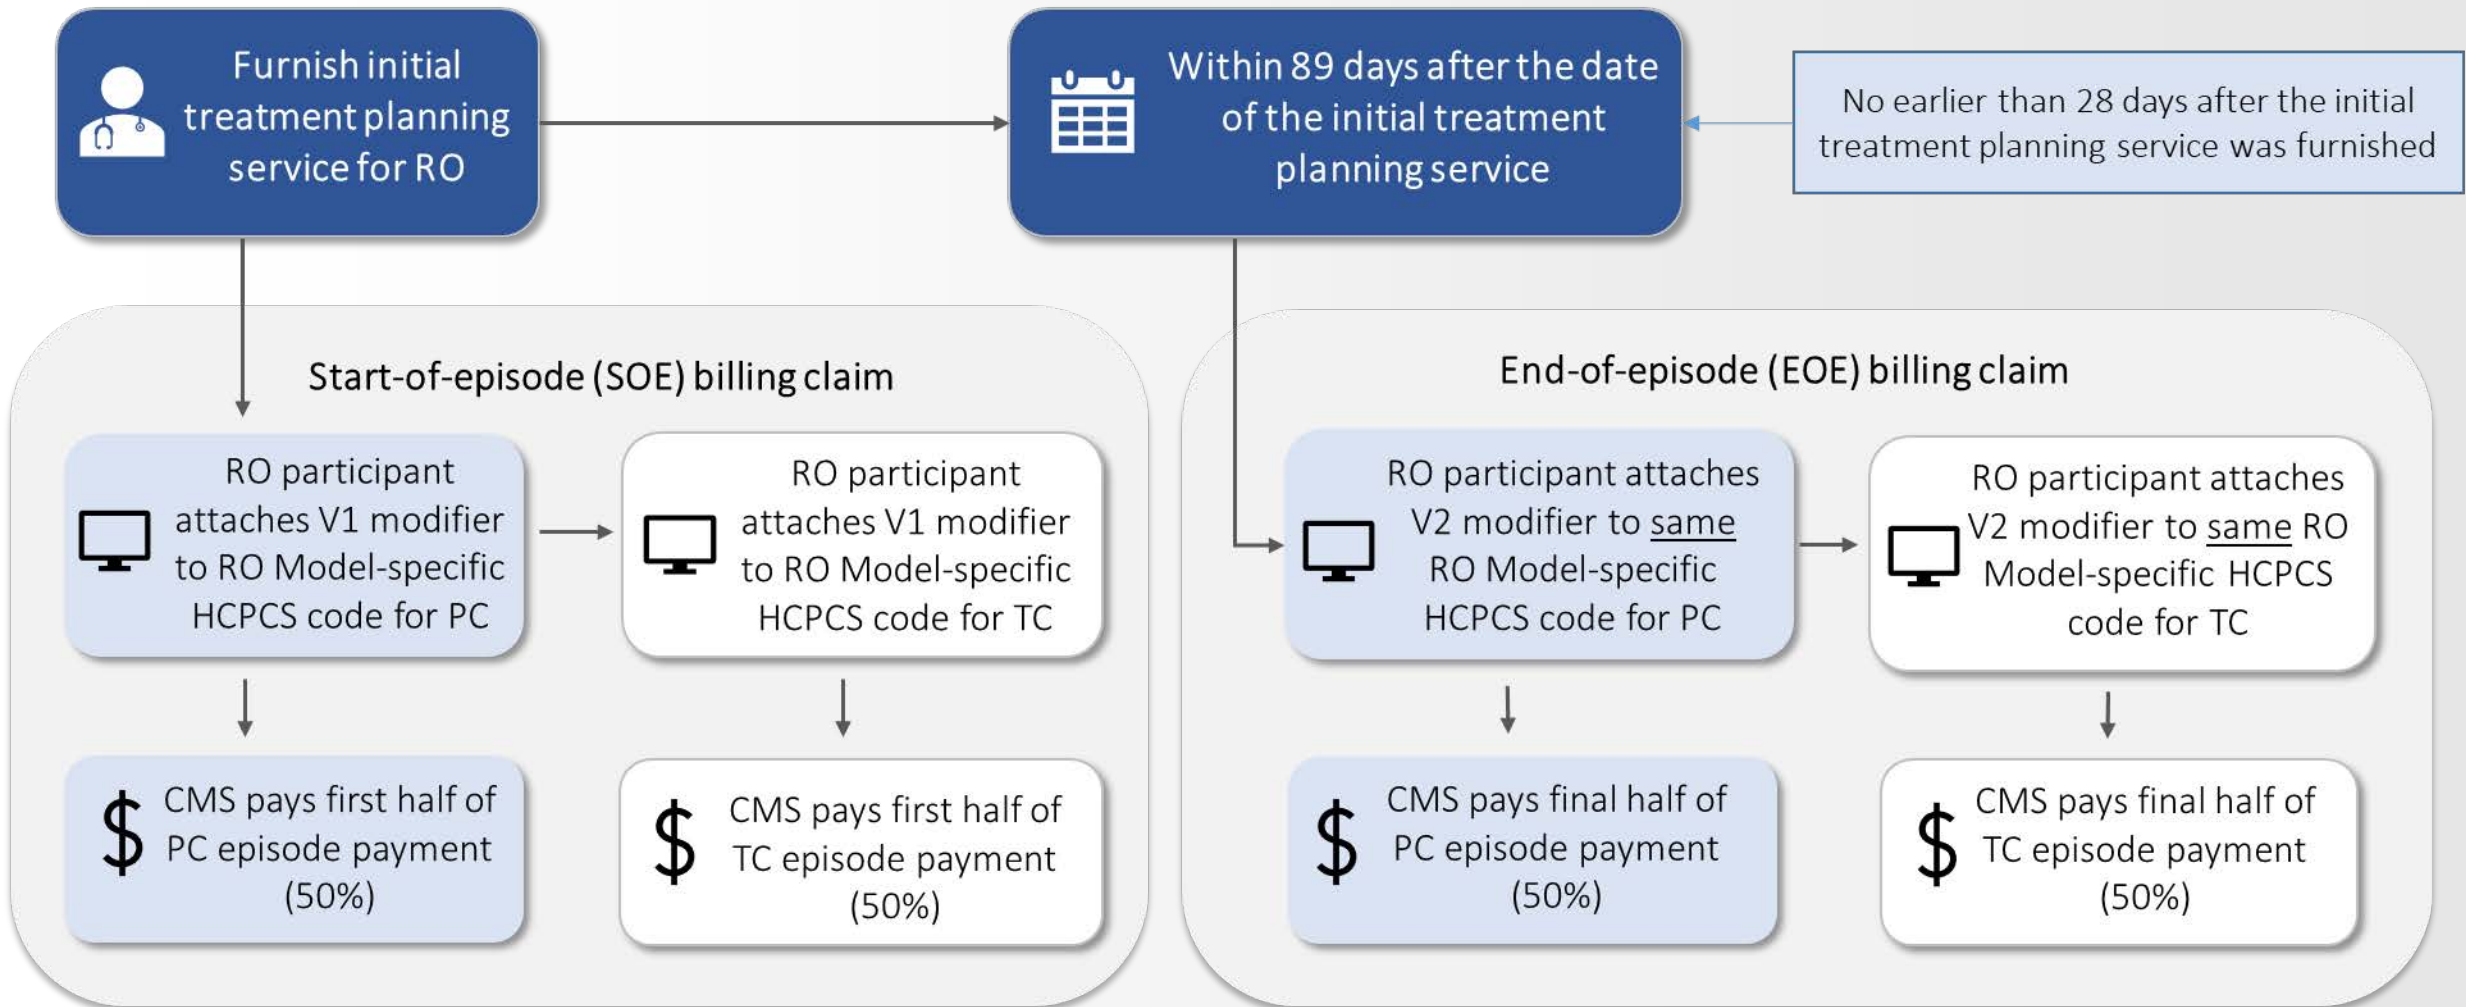 Furnish initial
treatment planning
service for RO
Within 89 days after the date
of the initial treatment
planning service
No earlier than 28 days after the initial
treatment planning service was furnished
Start-of-episode (SOE) billing claim
RO participant
attaches V1 modifier
to RO Model-specific
HCPCS code for PC
RO participant
attaches V1 modifier
to RO Model-specific
HCPCS code for TC
$ CMS pays first half of
PC episode payment
(50%)
$ CMS pays first half of
TC episode payment
(50%)
End-of-episode (EOE) billing claim
RO participant attaches
V2 modifier to same
RO Model-specific
HCPCS code for PC
RO participant attaches
V2 modifier to same RO
Model-specific HCPCS
code for TC
$ CMS pays final half of
PC episode payment
(50%)
$ CMS pays final half of
TC episode payment
(50%)